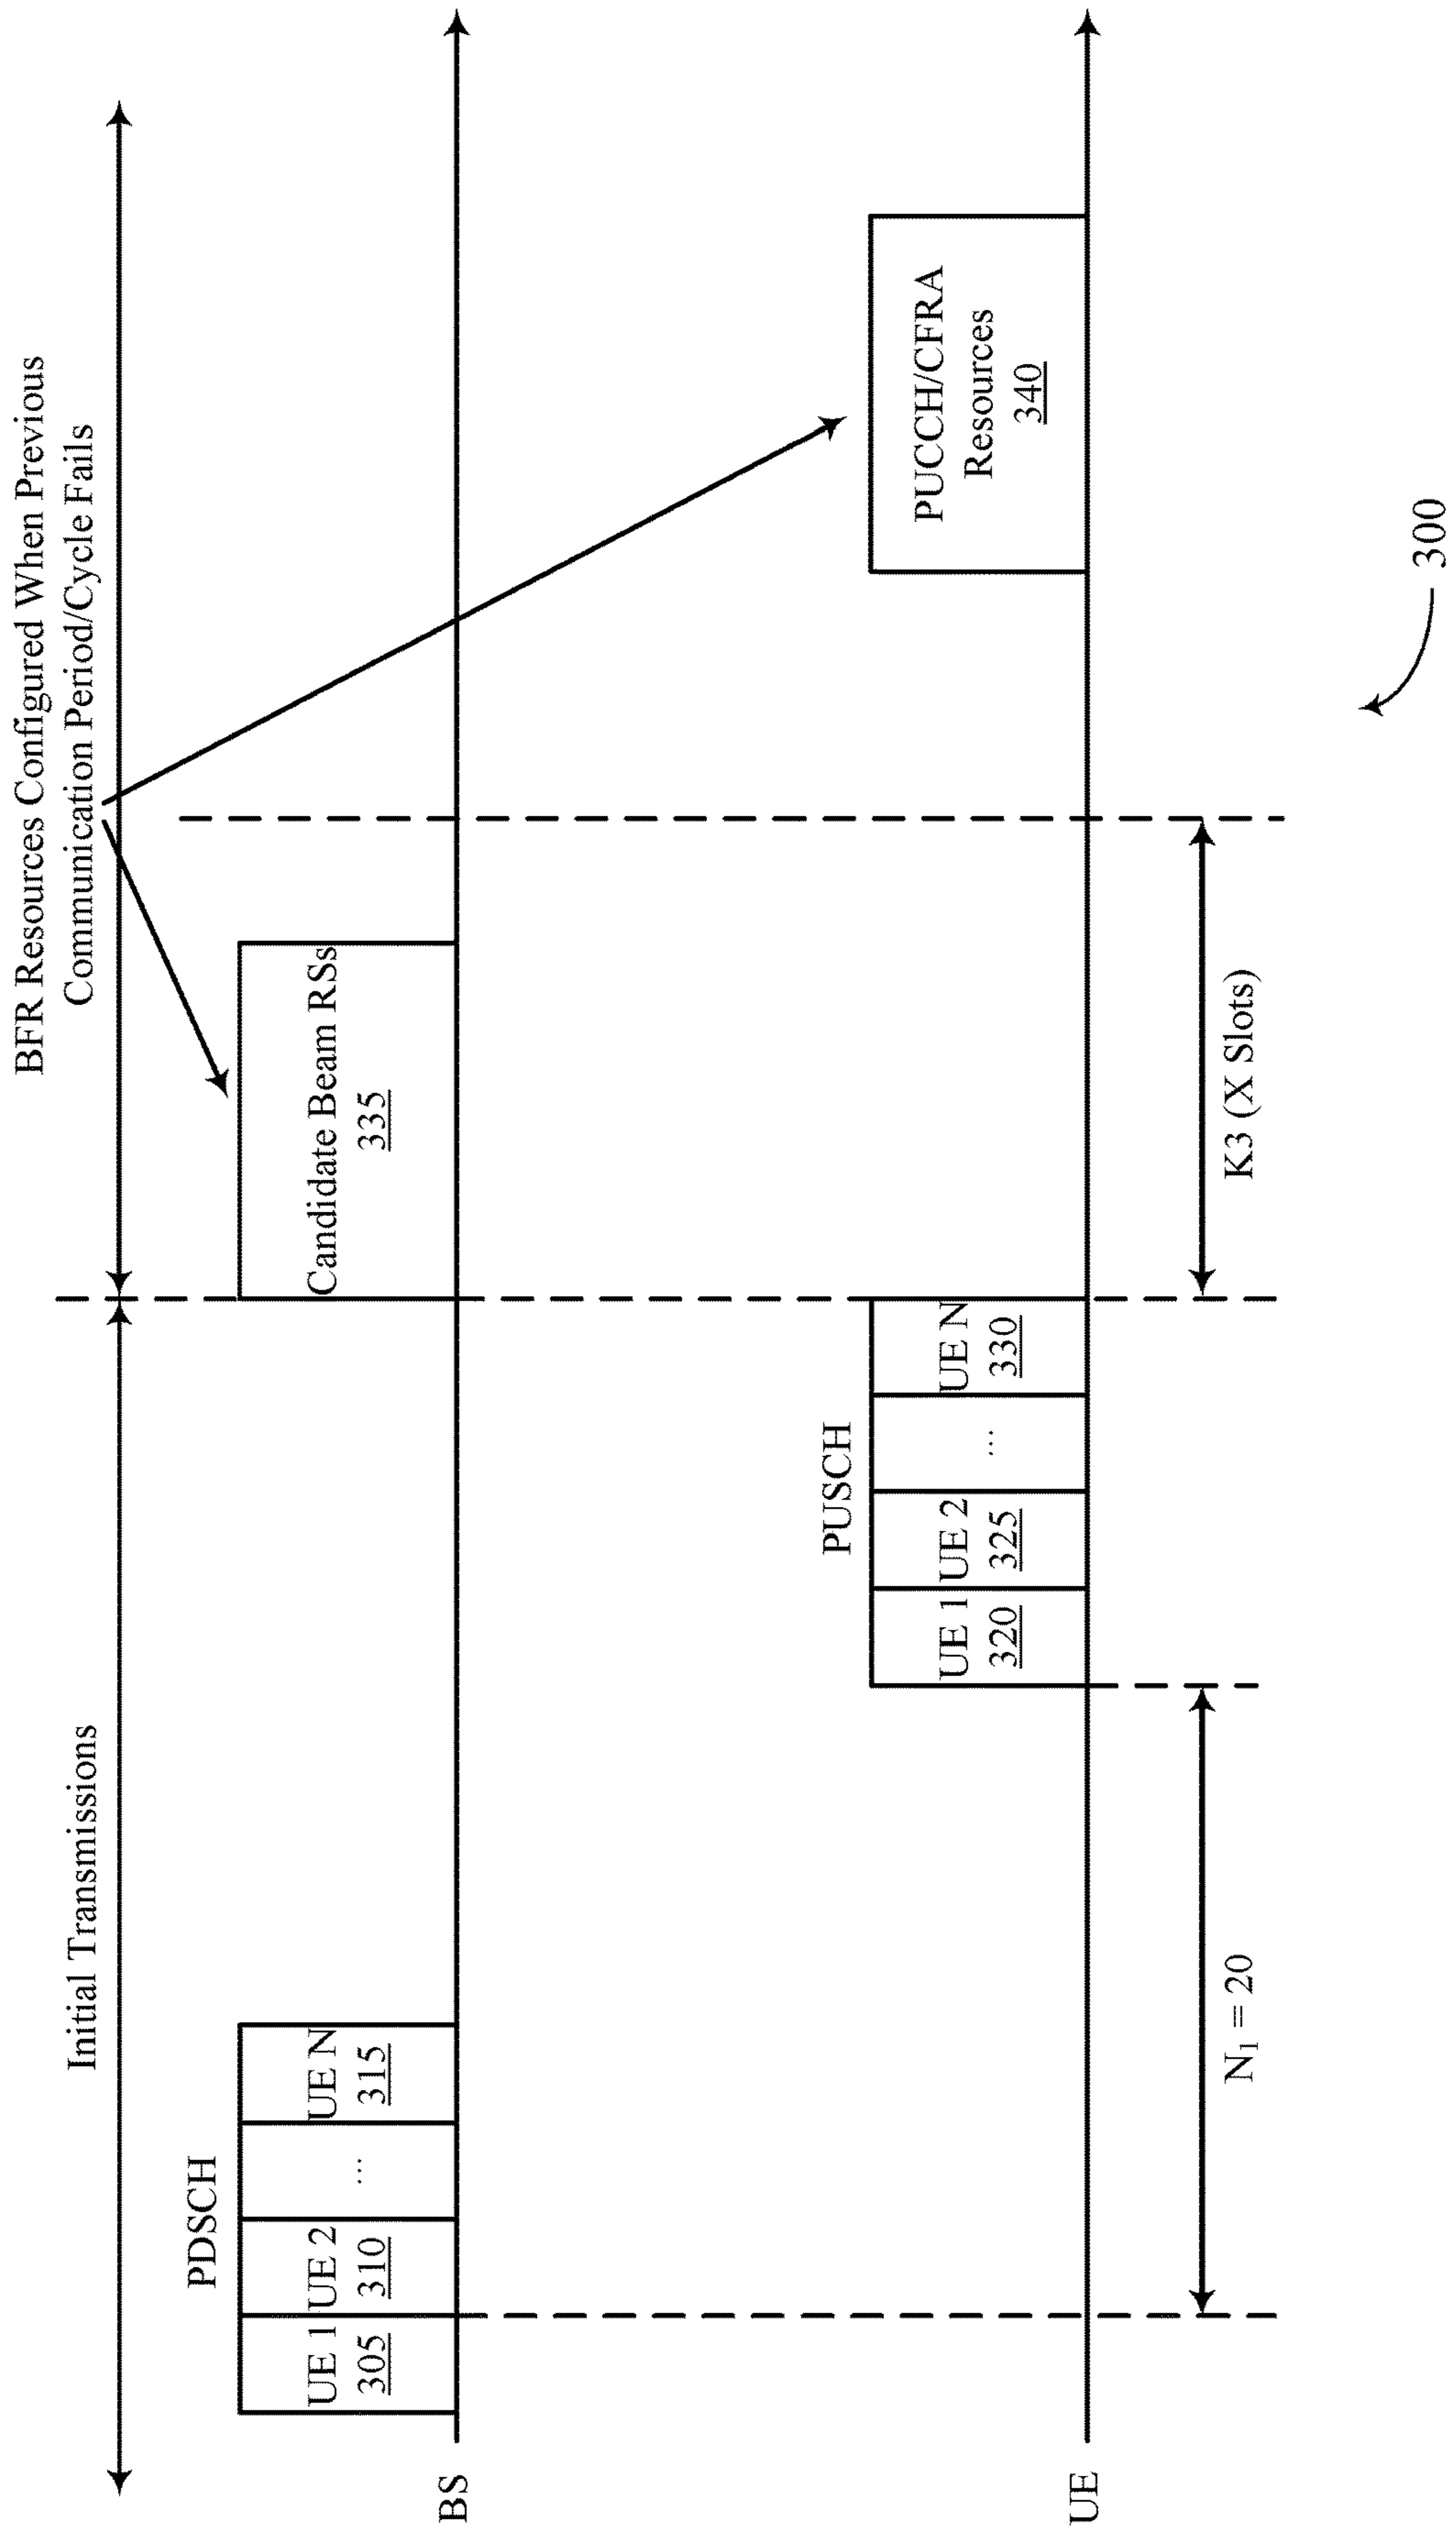 Initial Transmissions
BFR Resources Configured When Previous
Communication Period/Cycle Fails
PDSCH
UE 1
305
UE 2
310
....
UE N
315
Candidate Beam RSs
335
BS
PUSCH
UE 1
320
UE 2
325
....
UE N
330
PUCCH/CFRA
Resources
340
UE
N1 = 20
K3 (X Slots)
300